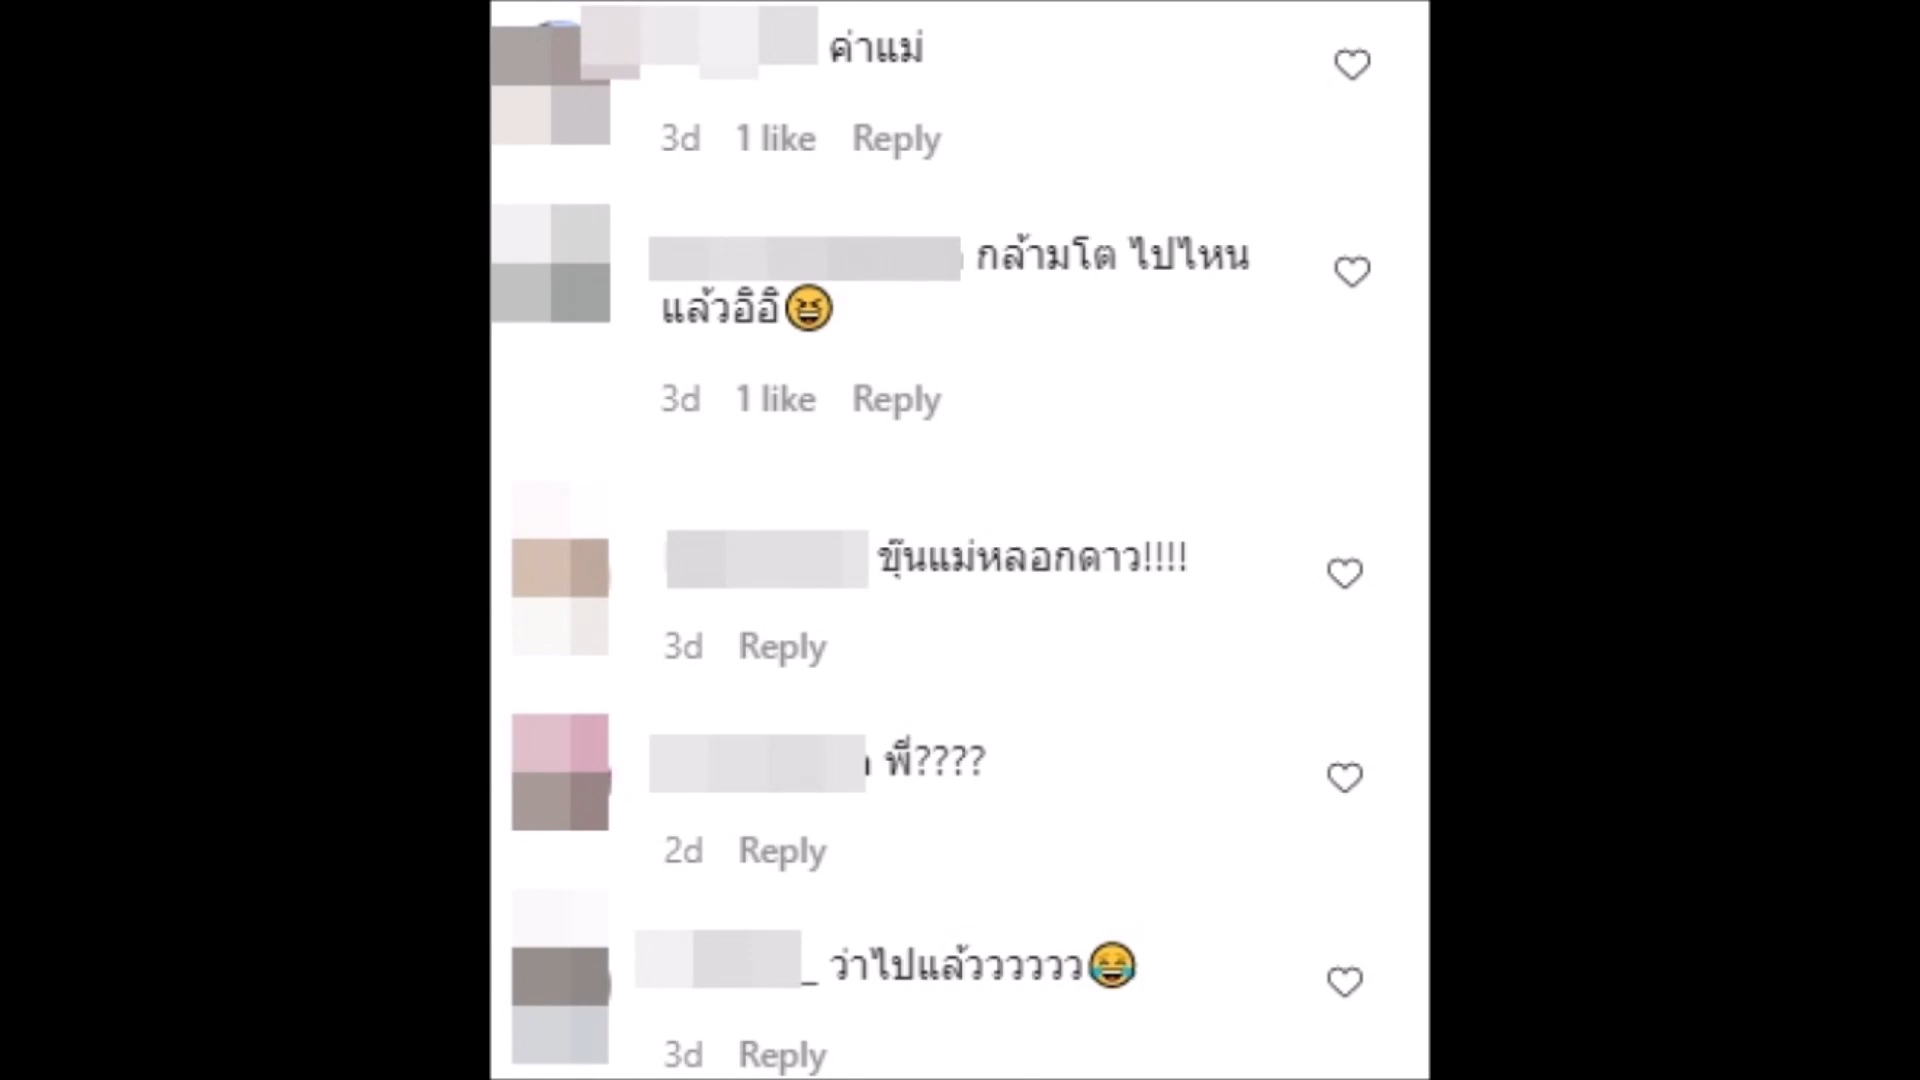 ค่าแม่
3d 1 like Reply
กล้ามโต ไปไหน
แล้วอิอิ😆
3d 1 like Reply
ขุ๊นแม่หลอกดาว!!!!
3d Reply
พี่????
2d Reply
_ ว่าไปแล้วววววว😂
3d Reply